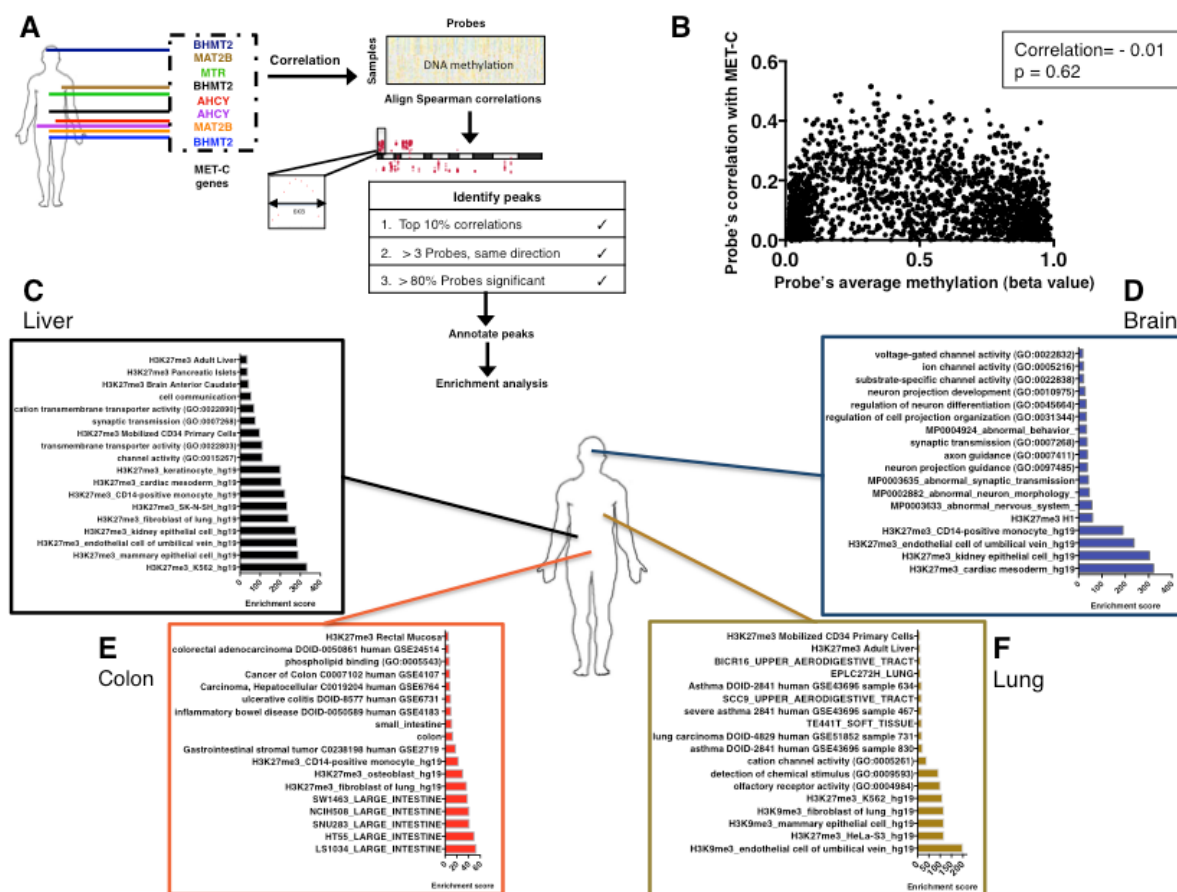 A
BHMT2
MAT2B
MTR
BHMT2
AHCY
AHCY
MAT2B
BHMT2
MET-C
genes
Correlation
Probes
Samples
DNA methylation
Align Spearman correlations
Identify peaks
1. Top 10% correlations ✓
2. > 3 Probes, same direction ✓
3. > 80% Probes significant ✓
Annotate peaks
Enrichment analysis
B
Correlation= - 0.01
p = 0.62
Probe's correlation with MET-C
0.6
0.4
0.2
0.0
0.0 0.5 1.0
Probe's average methylation (beta value)
C
Liver
H3K27me3 Adult Liver
H3K27me3 Pancreatic Islets
H3K27me3 Brain Anterior Caudate
cell communication
cation transmembrane transporter activity (GO:0022890)
synaptic transmission (GO:0007268)
H3K27me3 Mobilized CD34 Primary Cells
transmembrane transporter activity (GO:0022803)
channel activity (GO:0015267)
H3K27me3_keratinocyte_hg19
H3K27me3_cardiac mesoderm_hg19
H3K27me3_CD14-positive monocyte_hg19
H3K27me3_SK-N-SH_hg19
H3K27me3_fibroblast of lung_hg19
H3K27me3_kidney epithelial cell_hg19
H3K27me3_endothelial cell of umbilical vein_hg19
H3K27me3_mammary epithelial cell_hg19
H3K27me3_K562_hg19
0 100 200 300 400
Enrichment score
D
Brain
voltage-gated channel activity (GO:0022832)
ion channel activity (GO:0005216)
substrate-specific channel activity (GO:0022838)
neuron projection development (GO:0010975)
regulation of neuron differentiation (GO:0045664)
regulation of cell projection organization (GO:0031344)
MP0004924_abnormal_behavior_
synaptic transmission (GO:0007268)
axon guidance (GO:0007411)
neuron projection guidance (GO:0097485)
MP0003635_abnormal_synaptic_transmission
MP0002882_abnormal_neuron_morphology_
MP0003633_abnormal_nervous_system_
H3K27me3 H1
H3K27me3_CD14-positive monocyte_hg19
H3K27me3_endothelial cell of umbilical vein_hg19
H3K27me3_kidney epithelial cell_hg19
H3K27me3_cardiac mesoderm_hg19
0 100 200 300 400
Enrichment score
E
Colon
H3K27me3 Rectal Mucosa
colorectal adenocarcinoma DOID-0050861 human GSE24514
phospholipid binding (GO:0005543)
Cancer of Colon C0007102 human GSE4107
Carcinoma, Hepatocellular C0019204 human GSE6764
ulcerative colitis DOID-8577 human GSE6731
inflammatory bowel disease DOID-0050589 human GSE4183
small_intestine
colon
Gastrointestinal stromal tumor C0238198 human GSE2719
H3K27me3_CD14-positive monocyte_hg19
H3K27me3_osteoblast_hg19
H3K27me3_fibroblast of lung_hg19
SW1463_LARGE_INTESTINE
NCIH508_LARGE_INTESTINE
SNU283_LARGE_INTESTINE
HT55_LARGE_INTESTINE
LS1034_LARGE_INTESTINE
0 20 40 60
Enrichment score
F
Lung
H3K27me3 Mobilized CD34 Primary Cells
H3K27me3 Adult Liver
BICR16_UPPER_AERODIGESTIVE_TRACT
EPLC272H_LUNG
Asthma DOID-2841 human GSE43696 sample 634
SCC9_UPPER_AERODIGESTIVE_TRACT
severe asthma 2841 human GSE43696 sample 467
TE441T_SOFT_TISSUE
lung carcinoma DOID-4829 human GSE51852 sample 731
asthma DOID-2841 human GSE43696 sample 830
cation channel activity (GO:0005261)
detection of chemical stimulus (GO:0009593)
olfactory receptor activity (GO:0004984)
H3K27me3_K562_hg19
H3K9me3_fibroblast of lung_hg19
H3K9me3_mammary epithelial cell_hg19
H3K27me3_HeLa-S3_hg19
H3K9me3_endothelial cell of umbilical vein_hg19
0 50 100 150 200
Enrichment score